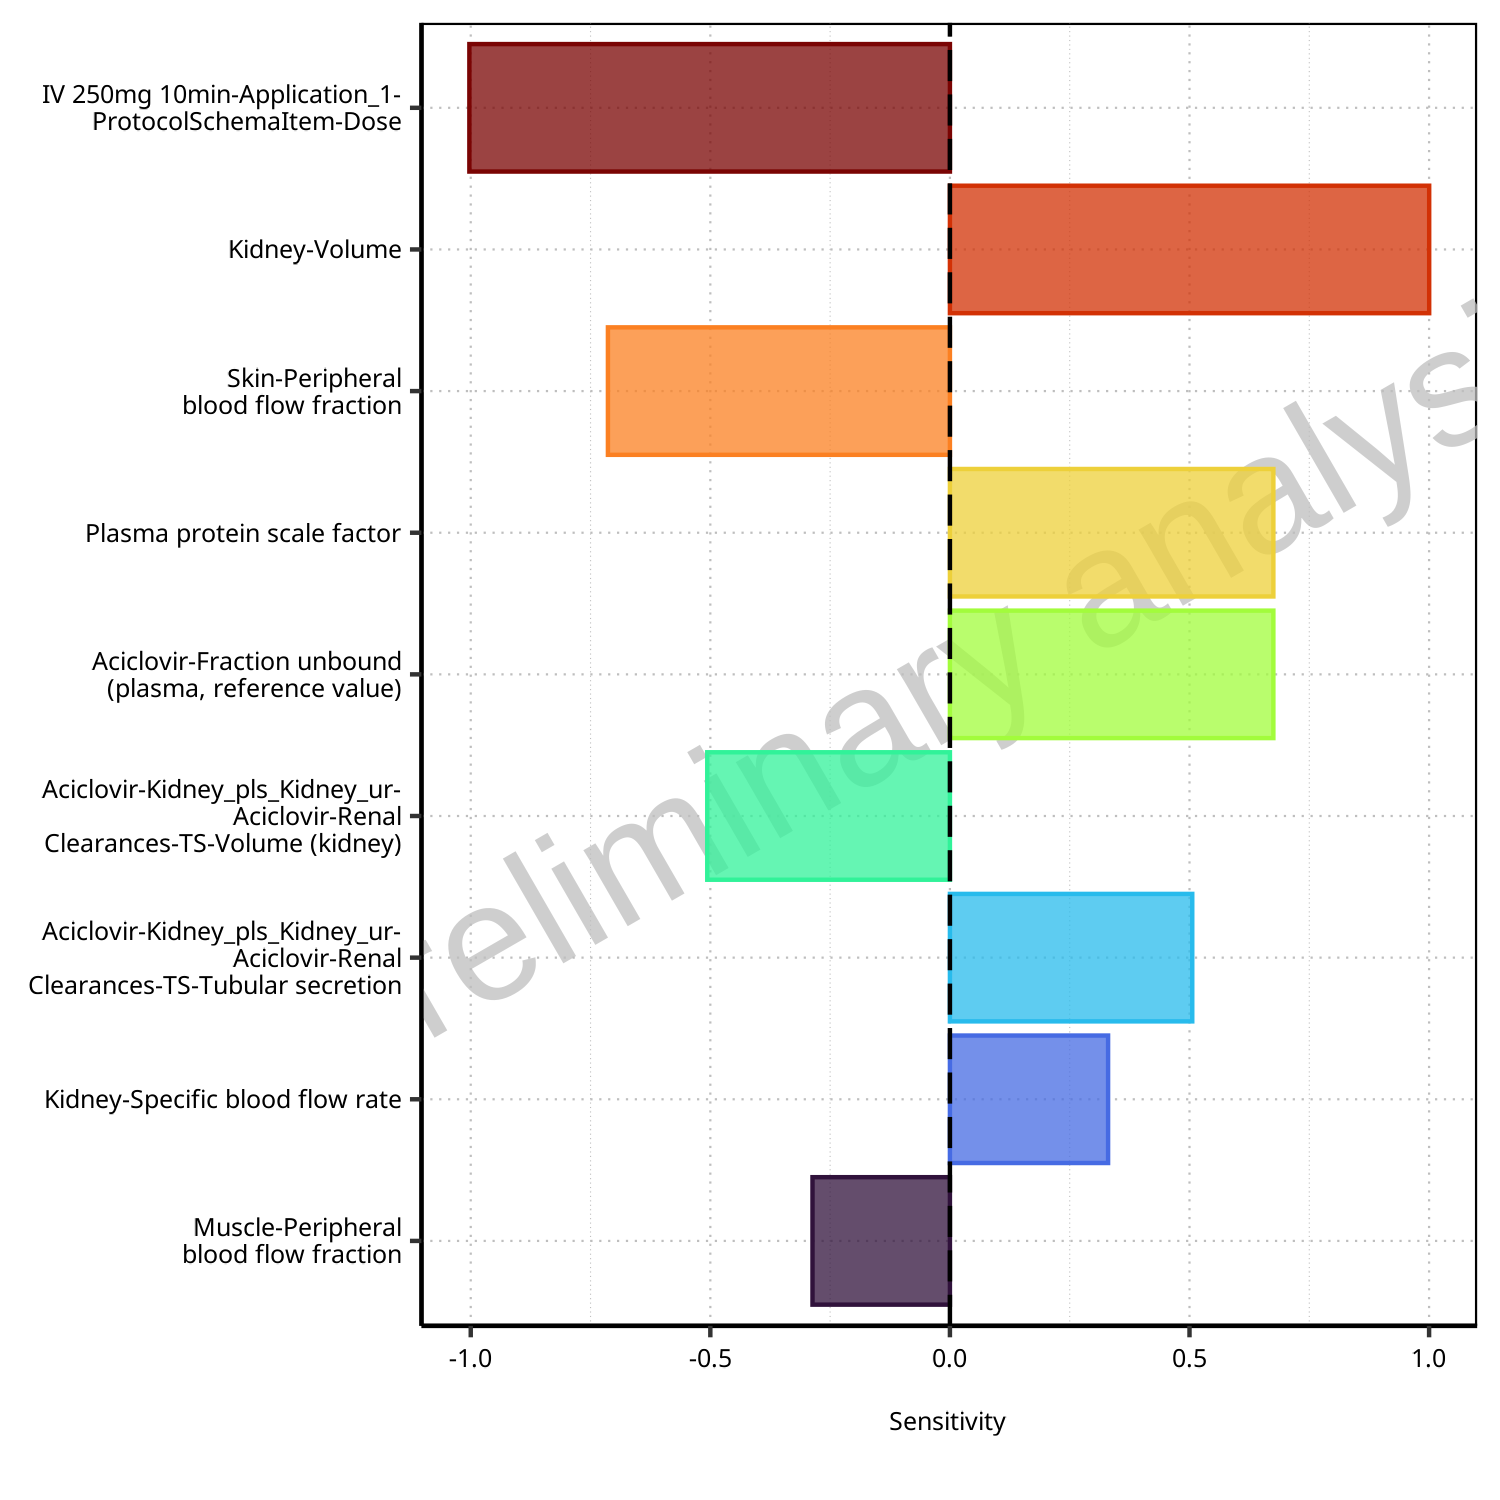 IV 250mg 10min-Application_1-
ProtocolSchemaItem-Dose
Kidney-Volume
Skin-Peripheral
blood flow fraction
Plasma protein scale factor
Aciclovir-Fraction unbound
(plasma, reference value)
Aciclovir-Kidney_pls_Kidney_ur-
Aciclovir-Renal
Clearances-TS-Volume (kidney)
Aciclovir-Kidney_pls_Kidney_ur-
Aciclovir-Renal
Clearances-TS-Tubular secretion
Kidney-Specific blood flow rate
Muscle-Peripheral
blood flow fraction
reliminary analysi
-1.0 -0.5 0.0 0.5 1.0
Sensitivity